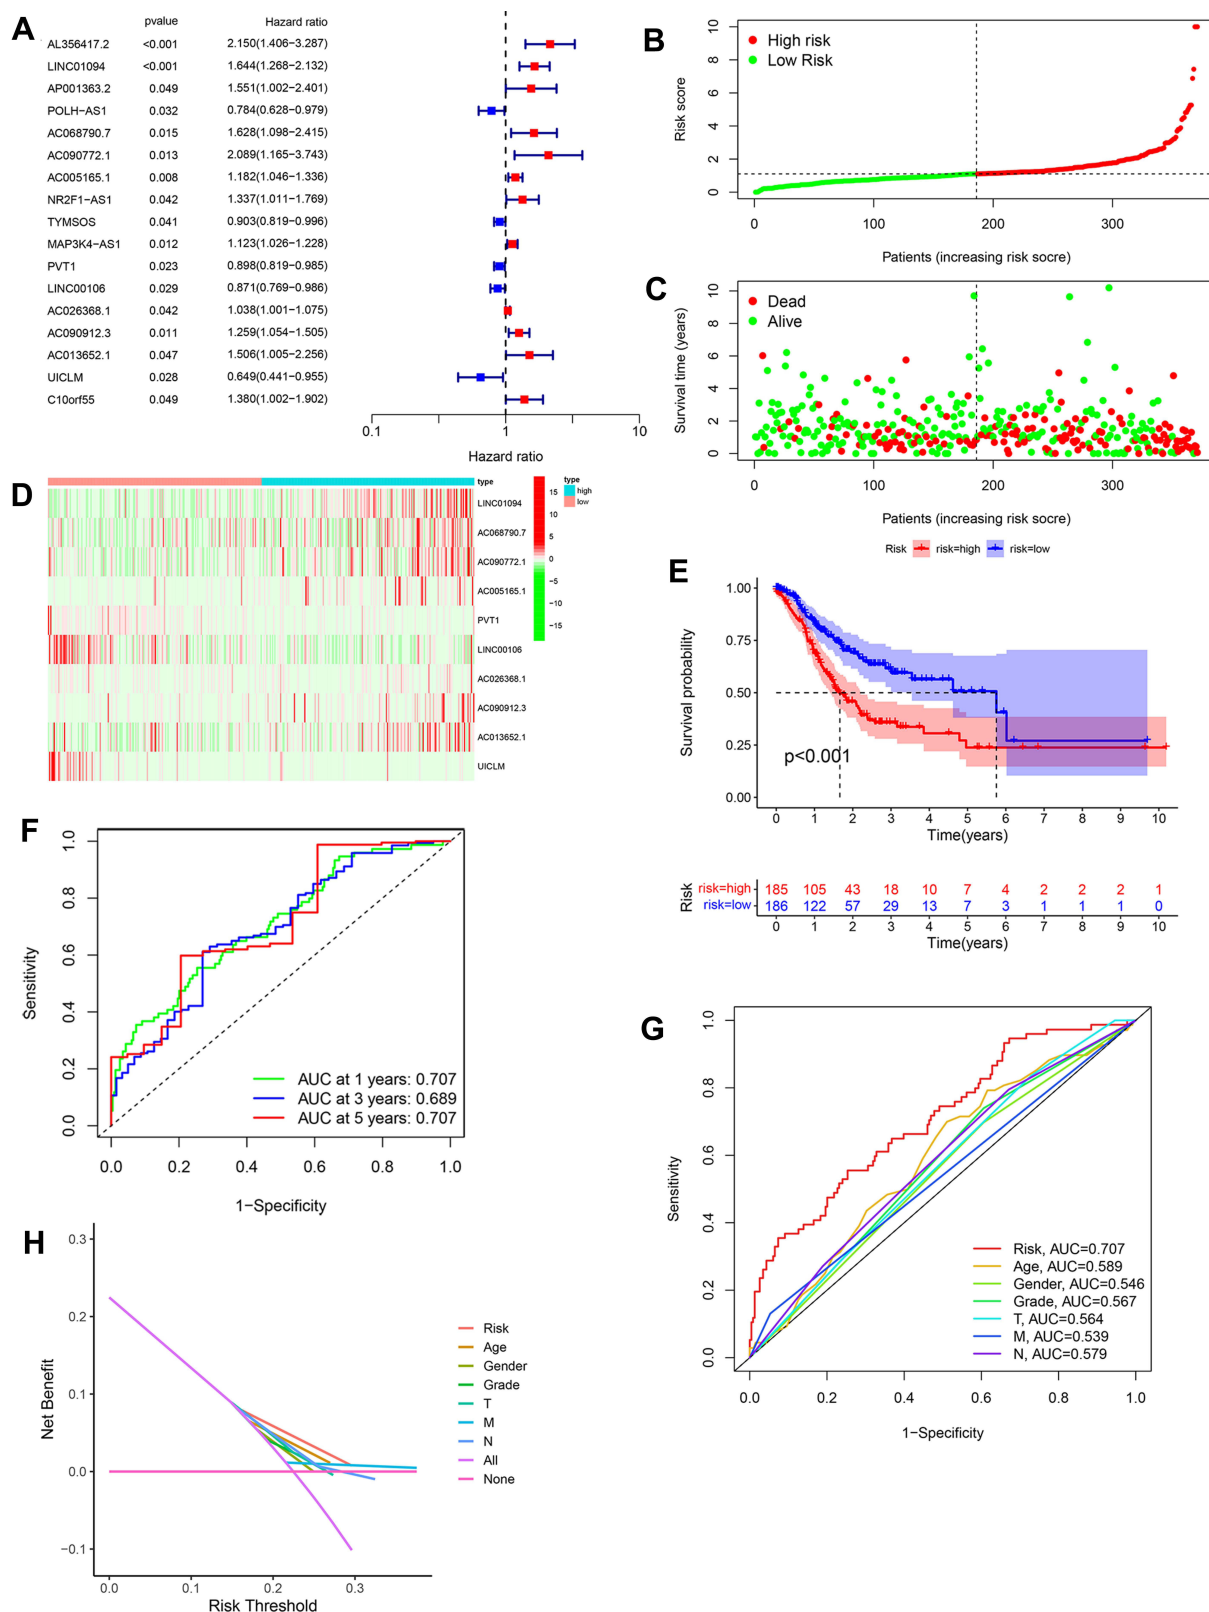 A
pvalue Hazard ratio
AL356417.2 <0.001 2.150(1.406−3.287)
LINC01094 <0.001 1.644(1.268−2.132)
AP001363.2 0.049 1.551(1.002−2.401)
POLH−AS1 0.032 0.784(0.628−0.979)
AC068790.7 0.015 1.628(1.098−2.415)
AC090772.1 0.013 2.089(1.165−3.743)
AC005165.1 0.008 1.182(1.046−1.336)
NR2F1−AS1 0.042 1.337(1.011−1.769)
TYMSOS 0.041 0.903(0.819−0.996)
MAP3K4−AS1 0.012 1.123(1.026−1.228)
PVT1 0.023 0.898(0.819−0.985)
LINC00106 0.029 0.871(0.769−0.986)
AC026368.1 0.042 1.038(1.001−1.075)
AC090912.3 0.011 1.259(1.054−1.505)
AC013652.1 0.047 1.506(1.005−2.256)
UICLM 0.028 0.649(0.441−0.955)
C10orf55 0.049 1.380(1.002−1.902)
0.1 1 10
Hazard ratio
B
High risk
Low Risk
Risk score
10
8
6
4
2
0
0 100 200 300
Patients (increasing risk socre)
C
Dead
Alive
Survival time (years)
10
8
6
4
2
0
0 100 200 300
Patients (increasing risk socre)
D
type
LINC01094
AC068790.7
AC090772.1
AC005165.1
PVT1
LINC00106
AC026368.1
AC090912.3
AC013652.1
UICLM
15
10
5
0
−5
−10
−15
type
high
low
E
Risk risk=high risk=low
Survival probability
1.00
0.75
0.50
0.25
0.00
p<0.001
0 1 2 3 4 5 6 7 8 9 10
Time(years)
Risk
risk=high 185 105 43 18 10 7 4 2 2 2 1
risk=low 186 122 57 29 13 7 3 1 1 1 0
0 1 2 3 4 5 6 7 8 9 10
Time(years)
F
Sensitivity
1.0
0.8
0.6
0.4
0.2
0.0
AUC at 1 years: 0.707
AUC at 3 years: 0.689
AUC at 5 years: 0.707
0.0 0.2 0.4 0.6 0.8 1.0
1−Specificity
G
Sensitivity
1.0
0.8
0.6
0.4
0.2
0.0
Risk, AUC=0.707
Age, AUC=0.589
Gender, AUC=0.546
Grade, AUC=0.567
T, AUC=0.564
M, AUC=0.539
N, AUC=0.579
0.0 0.2 0.4 0.6 0.8 1.0
1−Specificity
H
Net Benefit
0.3
0.2
0.1
0.0
−0.1
0.0 0.1 0.2 0.3
Risk Threshold
Risk
Age
Gender
Grade
T
M
N
All
None